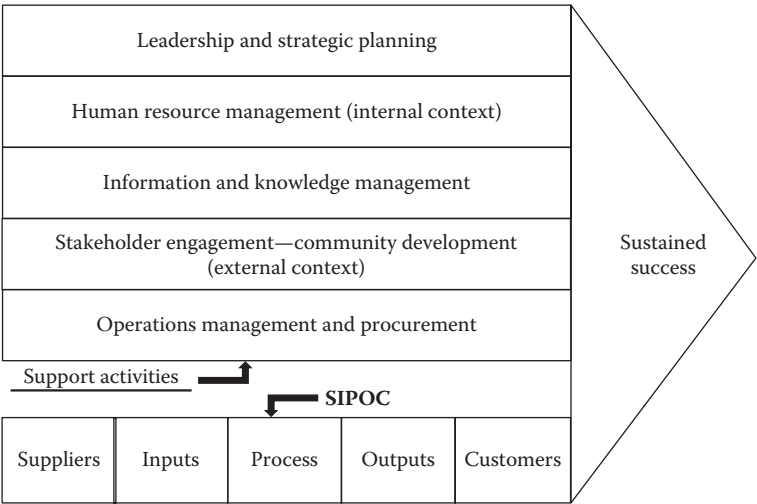 Leadership and strategic planning
Human resource management (internal context)
Information and knowledge management
Stakeholder engagement—community development
(external context)
Sustained
success
Operations management and procurement
Support activities
SIPOC
Suppliers
Inputs
Process
Outputs
Customers